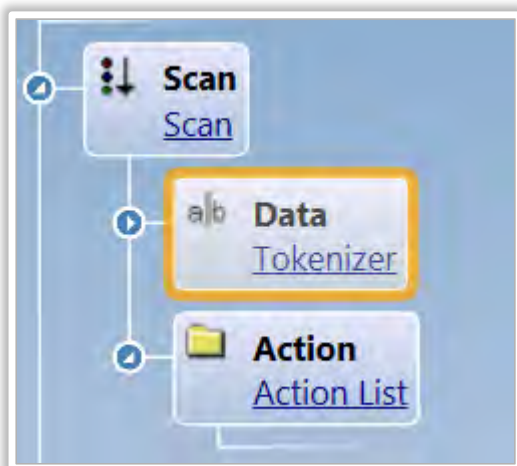 Scan
Scan
a|b
Data
Tokenizer
Action
Action List